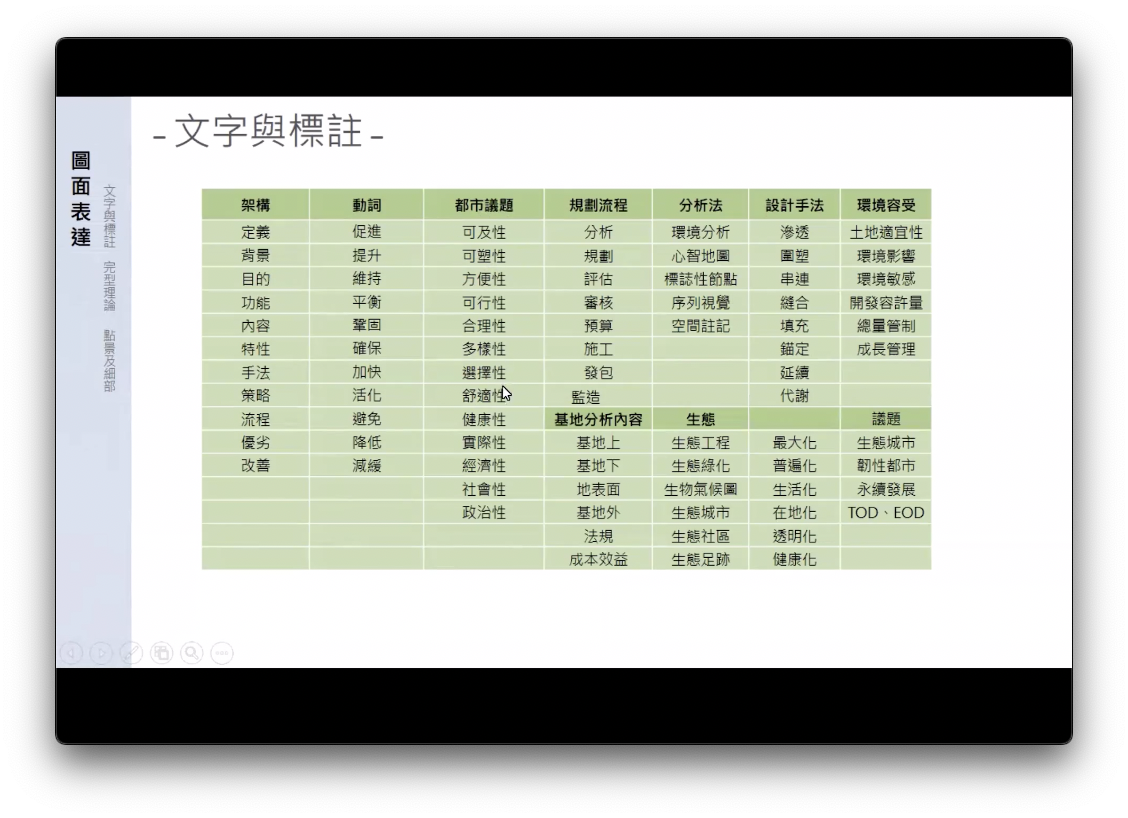 -文字與標註-
圖面表達
文字與標註 完型理論 點景及細部
架構 動詞 都市議題 規劃流程 分析法 設計手法 環境容受
定義 促進 可及性 分析 環境分析 滲透 土地適宜性
背景 提升 可塑性 規劃 心智地圖 圍塑 環境影響
目的 維持 方便性 評估 標誌性節點 串連 環境敏感
功能 平衡 可行性 審核 序列視覺 縫合 開發容許量
內容 鞏固 合理性 預算 空間註記 填充 總量管制
特性 確保 多樣性 施工 錨定 成長管理
手法 加快 選擇性 發包 延續
策略 活化 舒適性 監造 代謝
流程 避免 健康性 基地分析內容 生態 議題
優劣 降低 實際性 基地上 生態工程 最大化 生態城市
改善 減緩 經濟性 基地下 生態綠化 普遍化 韌性都市
社會性 地表面 生物氣候圖 生活化 永續發展
政治性 基地外 生態城市 在地化 TOD、EOD
法規 生態社區 透明化
成本效益 生態足跡 健康化